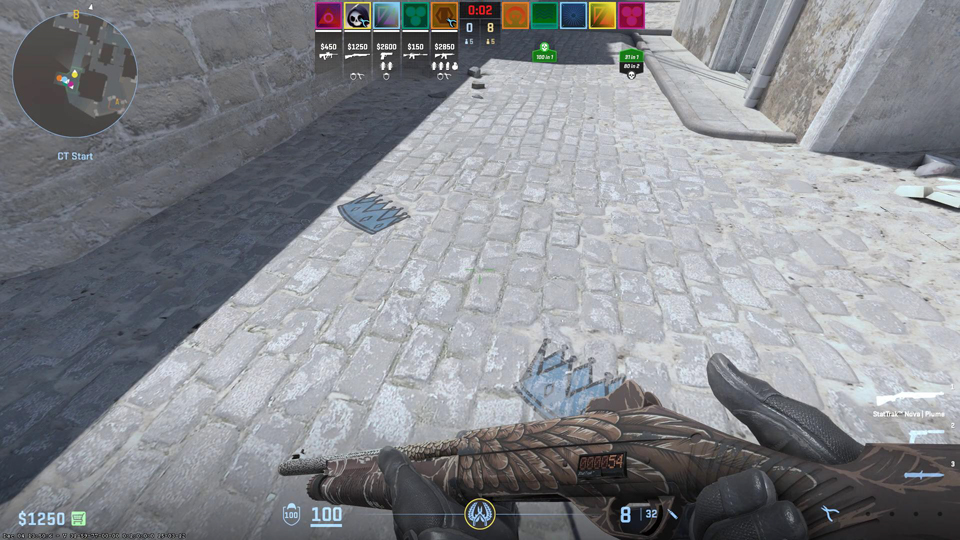 B
A
CT Start
$450
$1250
$2600
$150
$2850
0:02
0 8
5 5
100 in 1
31 in 1
80 in 2
000054
StatTrak™ Nova | Plume
2
3
$1250
100
100
8 | 32